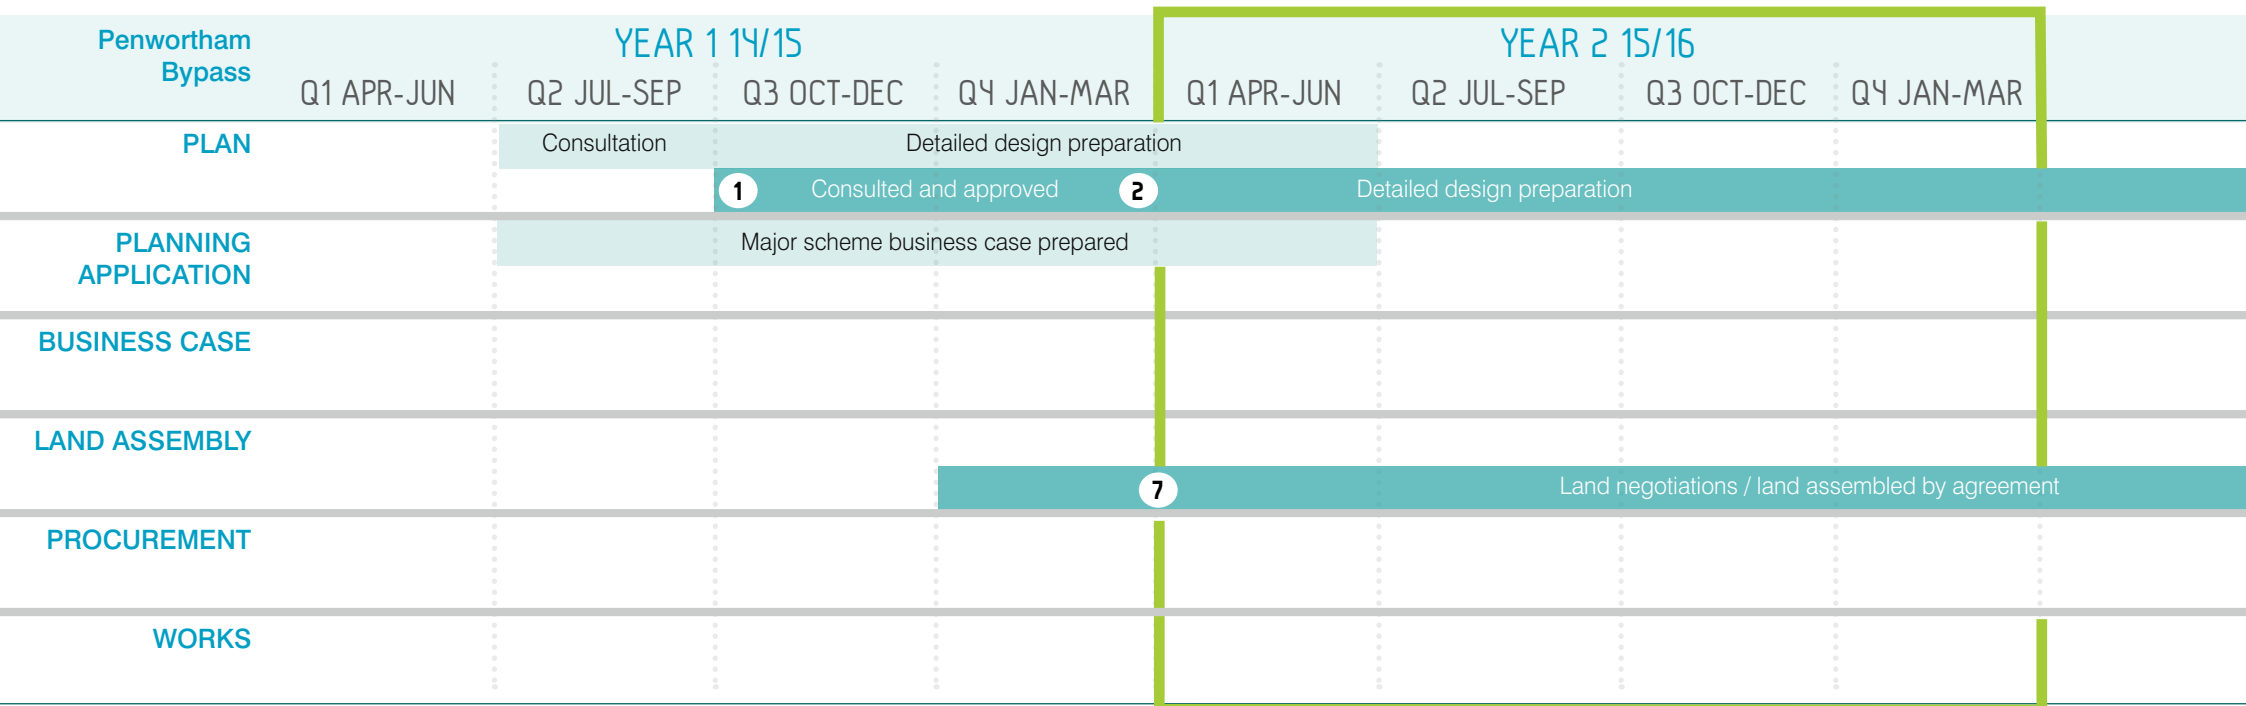 Penwortham
Bypass
YEAR 1 14/15
YEAR 2 15/16
Q1 APR-JUN
Q2 JUL-SEP
Q3 OCT-DEC
Q4 JAN-MAR
Q1 APR-JUN
Q2 JUL-SEP
Q3 OCT-DEC
Q4 JAN-MAR
PLAN
Consultation
Detailed design preparation
1
Consulted and approved
2
Detailed design preparation
PLANNING
APPLICATION
Major scheme business case prepared
BUSINESS CASE
LAND ASSEMBLY
7
Land negotiations / land assembled by agreement
PROCUREMENT
WORKS